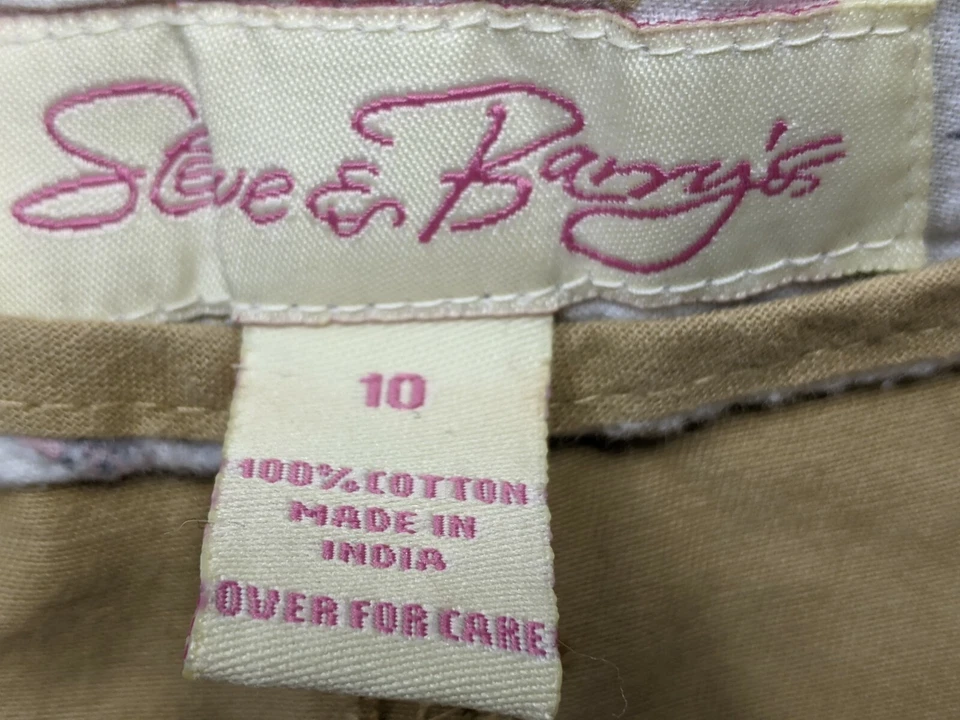 Steve & Barry's
10
100% COTTON
MADE IN
INDIA
OVER FOR CARE